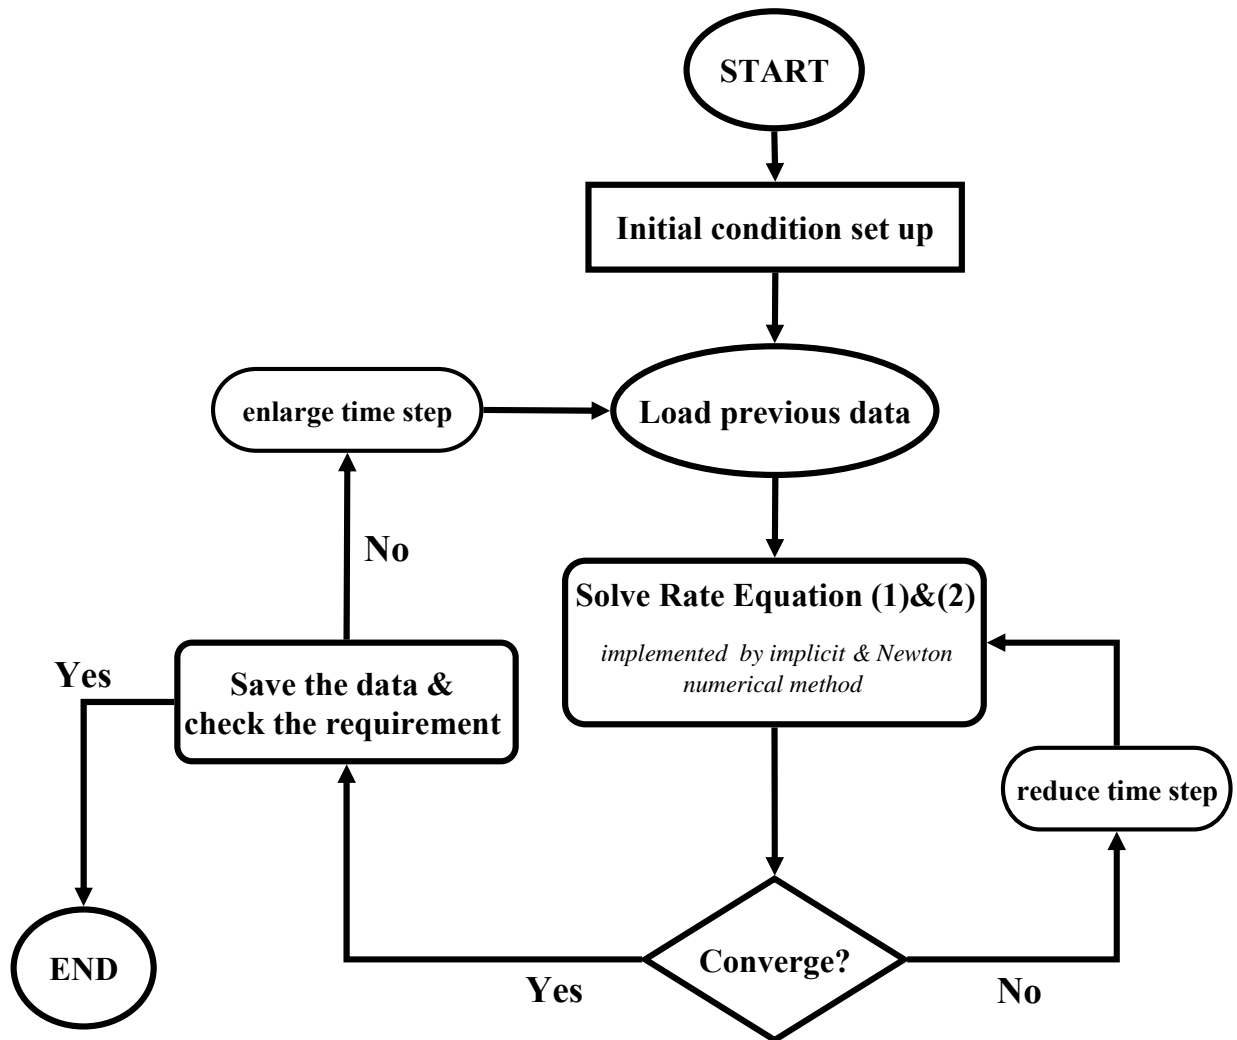 START
Initial condition set up
Load previous data
enlarge time step
No
Solve Rate Equation (1)&(2)
implemented by implicit & Newton
numerical method
Yes
Save the data &
check the requirement
reduce time step
Converge?
END
Yes
No